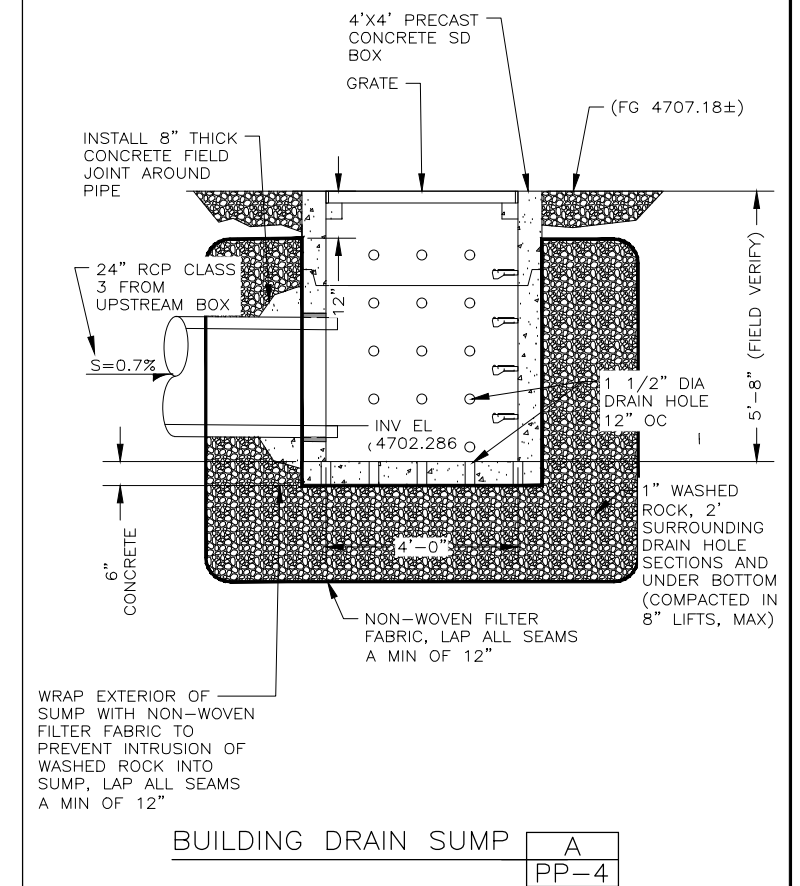 4'X4' PRECAST
CONCRETE SD
BOX
GRATE
(FG 4707.18±)
INSTALL 8" THICK
CONCRETE FIELD
JOINT AROUND
PIPE
24" RCP CLASS
3 FROM
UPSTREAM BOX
S=0.7%
12"
5'-8" (FIELD VERIFY)
1 1/2" DIA
DRAIN HOLE
12" OC
INV EL
4702.286
6"
CONCRETE
4'-0"
1" WASHED
ROCK, 2'
SURROUNDING
DRAIN HOLE
SECTIONS AND
UNDER BOTTOM
(COMPACTED IN
8" LIFTS, MAX)
NON-WOVEN FILTER
FABRIC, LAP ALL SEAMS
A MIN OF 12"
WRAP EXTERIOR OF
SUMP WITH NON-WOVEN
FILTER FABRIC TO
PREVENT INTRUSION OF
WASHED ROCK INTO
SUMP, LAP ALL SEAMS
A MIN OF 12"
BUILDING DRAIN SUMP
A
PP-4